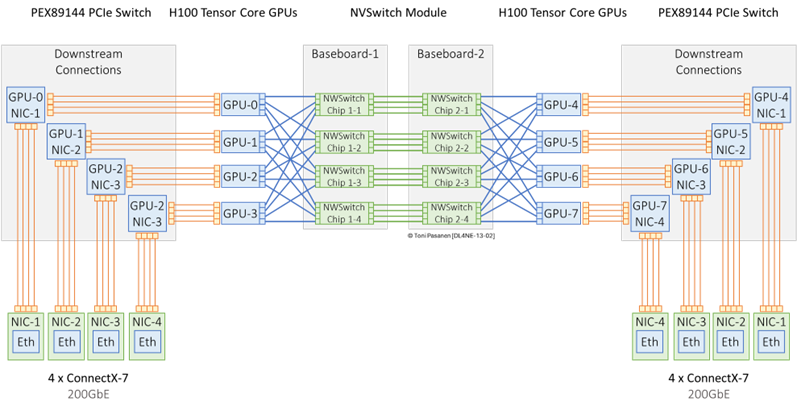 PEX89144 PCIe Switch
H100 Tensor Core GPUs
NVSwitch Module
H100 Tensor Core GPUs
PEX89144 PCIe Switch
Downstream
Connections
Baseboard-1
Baseboard-2
Downstream
Connections
GPU-0
NIC-1
GPU-1
NIC-2
GPU-2
NIC-3
GPU-2
NIC-3
GPU-0
GPU-1
GPU-2
GPU-3
NWSwitch
Chip 1-1
NWSwitch
Chip 1-2
NWSwitch
Chip 1-3
NWSwitch
Chip 1-4
NWSwitch
Chip 2-1
NWSwitch
Chip 2-2
NWSwitch
Chip 2-3
NWSwitch
Chip 2-4
© Toni Pasanen [DL4NE-13-02]
GPU-4
GPU-5
GPU-6
GPU-7
GPU-4
NIC-1
GPU-5
NIC-2
GPU-6
NIC-3
GPU-7
NIC-4
NIC-1
Eth
NIC-2
Eth
NIC-3
Eth
NIC-4
Eth
4 x ConnectX-7
200GbE
NIC-4
Eth
NIC-3
Eth
NIC-2
Eth
NIC-1
Eth
4 x ConnectX-7
200GbE